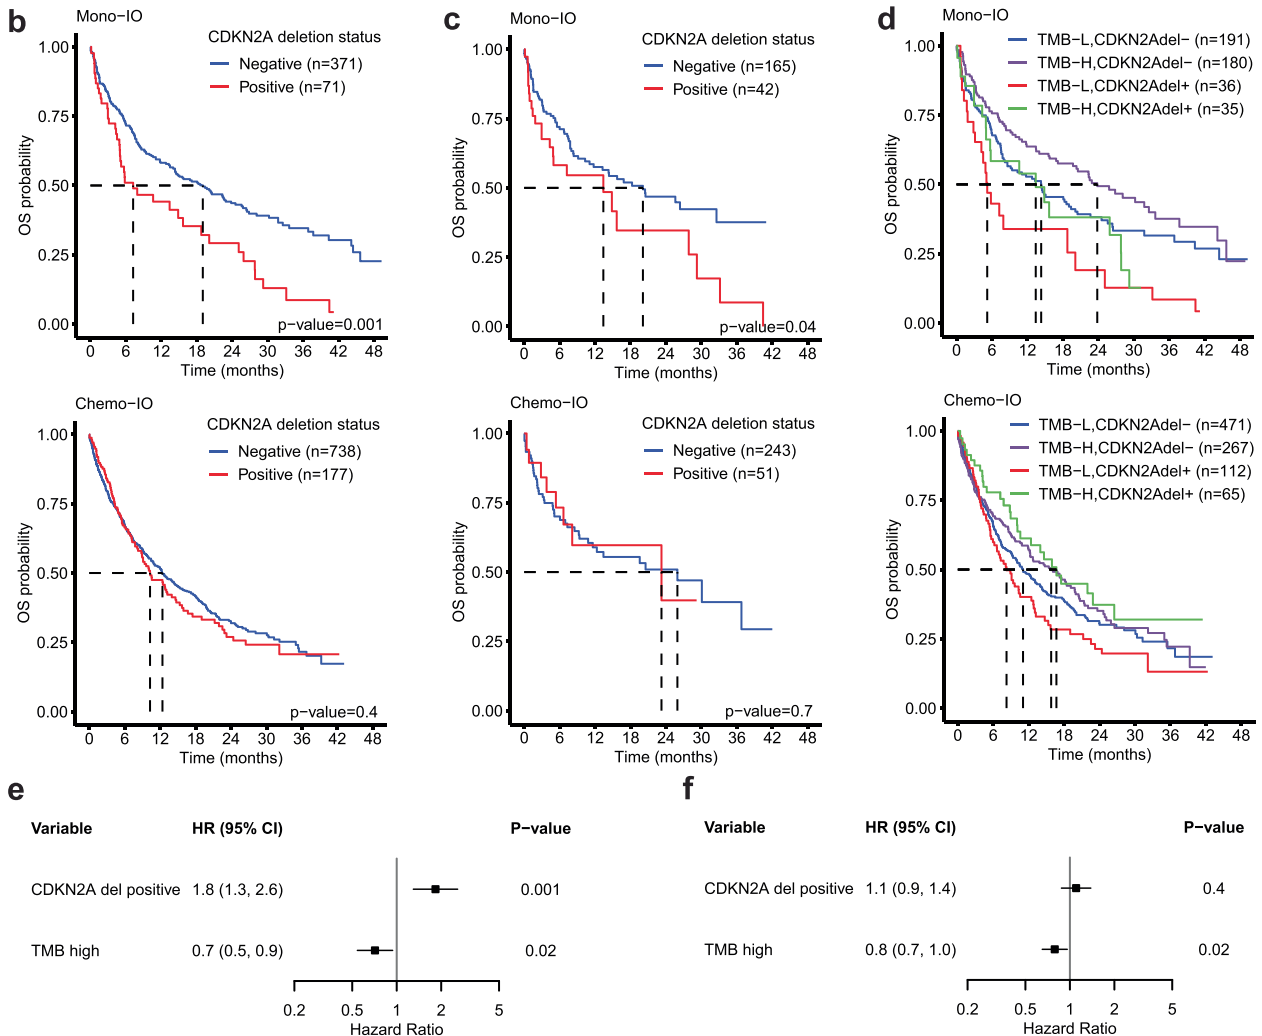 b
Mono−IO
CDKN2A deletion status
Negative (n=371)
Positive (n=71)
OS probability
1.00
0.75
0.50
0.25
0.00
p−value=0.001
0 6 12 18 24 30 36 42 48
Time (months)
Chemo−IO
CDKN2A deletion status
Negative (n=738)
Positive (n=177)
OS probability
1.00
0.75
0.50
0.25
0.00
p−value=0.4
0 6 12 18 24 30 36 42 48
Time (months)
c
Mono−IO
CDKN2A deletion status
Negative (n=165)
Positive (n=42)
OS probability
1.00
0.75
0.50
0.25
0.00
p−value=0.04
0 6 12 18 24 30 36 42 48
Time (months)
Chemo−IO
CDKN2A deletion status
Negative (n=243)
Positive (n=51)
OS probability
1.00
0.75
0.50
0.25
0.00
p−value=0.7
0 6 12 18 24 30 36 42 48
Time (months)
d
Mono−IO
TMB−L,CDKN2Adel− (n=191)
TMB−H,CDKN2Adel− (n=180)
TMB−L,CDKN2Adel+ (n=36)
TMB−H,CDKN2Adel+ (n=35)
OS probability
1.00
0.75
0.50
0.25
0.00
0 6 12 18 24 30 36 42 48
Time (months)
Chemo−IO
TMB−L,CDKN2Adel− (n=471)
TMB−H,CDKN2Adel− (n=267)
TMB−L,CDKN2Adel+ (n=112)
TMB−H,CDKN2Adel+ (n=65)
OS probability
1.00
0.75
0.50
0.25
0.00
0 6 12 18 24 30 36 42 48
Time (months)
e
Variable HR (95% CI) P−value
CDKN2A del positive 1.8 (1.3, 2.6) 0.001
TMB high 0.7 (0.5, 0.9) 0.02
0.2 0.5 1 2 5
Hazard Ratio
f
Variable HR (95% CI) P−value
CDKN2A del positive 1.1 (0.9, 1.4) 0.4
TMB high 0.8 (0.7, 1.0) 0.02
0.2 0.5 1 2 5
Hazard Ratio